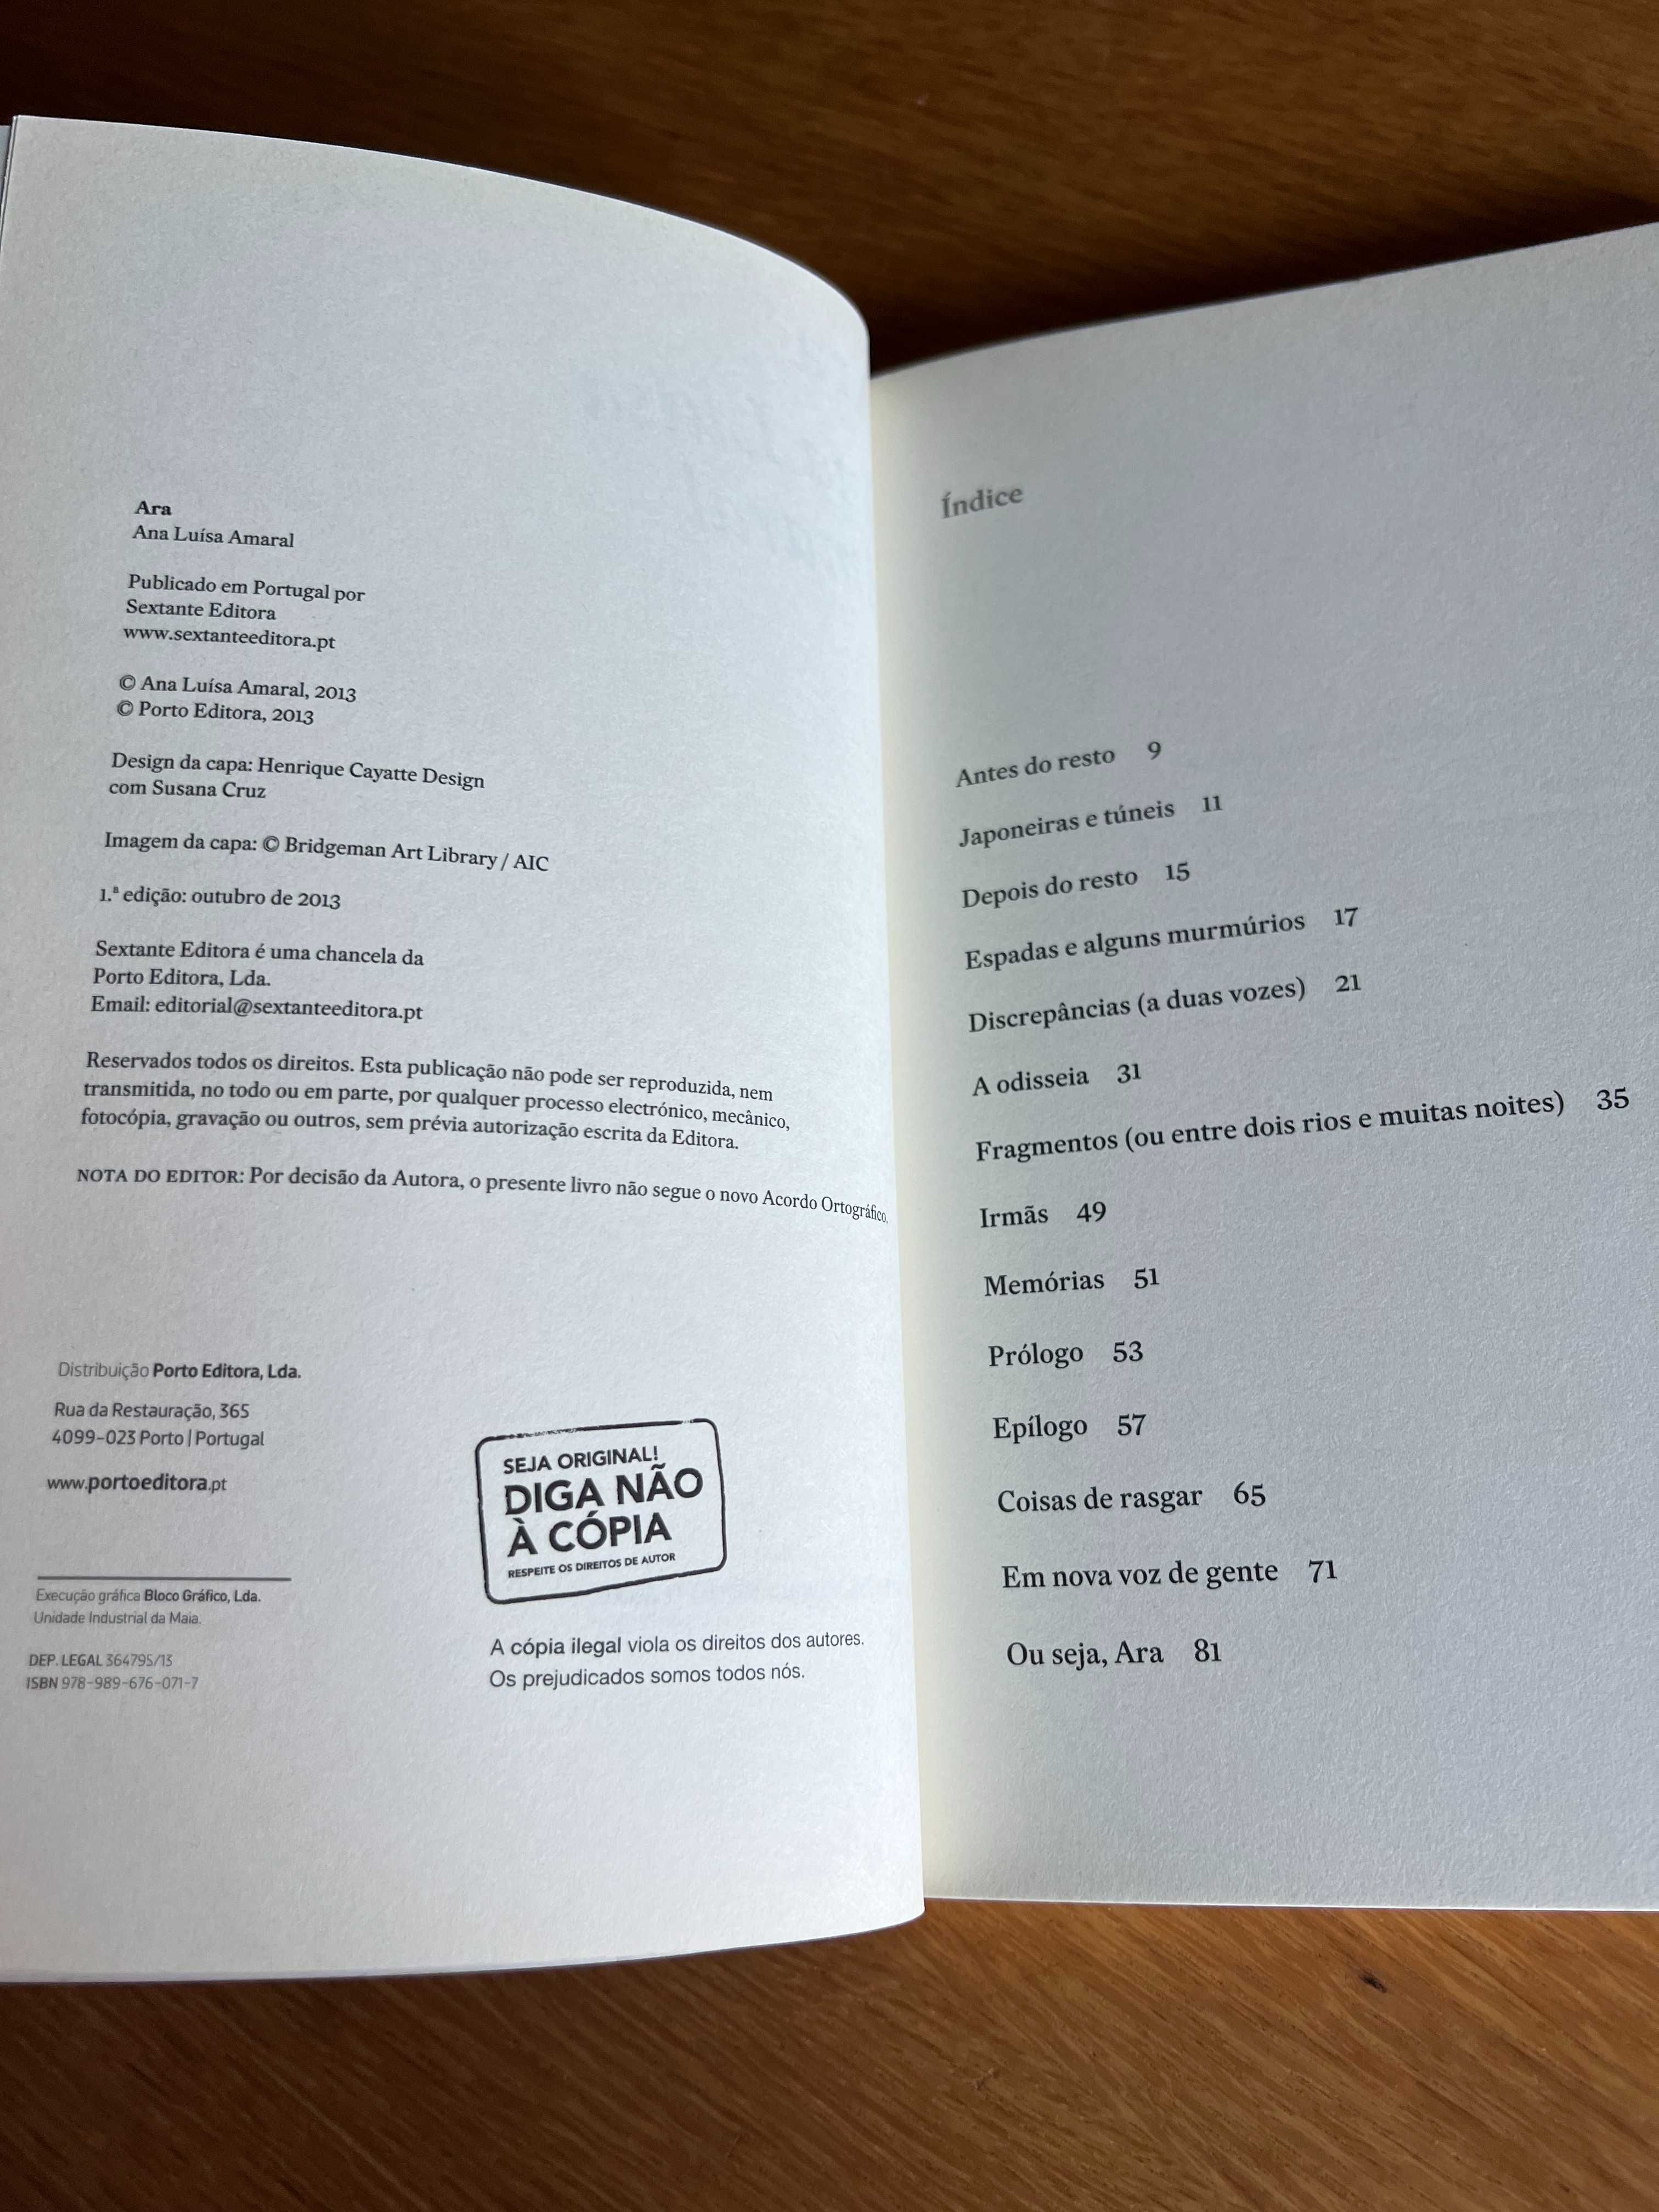 Ara
Ana Luísa Amaral
Publicado em Portugal por
Sextante Editora
www.sextanteeditora.pt
© Ana Luísa Amaral, 2013
© Porto Editora, 2013
Design da capa: Henrique Cayatte Design
com Susana Cruz
Imagem da capa: © Bridgeman Art Library / AIC
1.ª edição: outubro de 2013
Sextante Editora é uma chancela da
Porto Editora, Lda.
Email: editorial@sextanteeditora.pt
Reservados todos os direitos. Esta publicação não pode ser reproduzida, nem
transmitida, no todo ou em parte, por qualquer processo electrónico, mecânico,
fotocópia, gravação ou outros, sem prévia autorização escrita da Editora.
NOTA DO EDITOR: Por decisão da Autora, o presente livro não segue o novo Acordo Ortográfico.
Distribuição Porto Editora, Lda.
Rua da Restauração, 365
4099-023 Porto | Portugal
www.portoeditora.pt
Execução gráfica Bloco Gráfico, Lda.
Unidade Industrial da Maia.
DEP. LEGAL 364795/13
ISBN 978-989-676-071-7
SEJA ORIGINAL!
DIGA NÃO
À CÓPIA
RESPEITE OS DIREITOS DE AUTOR
A cópia ilegal viola os direitos dos autores.
Os prejudicados somos todos nós.
Índice
Antes do resto 9
Japoneiras e túneis 11
Depois do resto 15
Espadas e alguns murmúrios 17
Discrepâncias (a duas vozes) 21
A odisseia 31
Fragmentos (ou entre dois rios e muitas noites) 35
Irmãs 49
Memórias 51
Prólogo 53
Epílogo 57
Coisas de rasgar 65
Em nova voz de gente 71
Ou seja, Ara 81